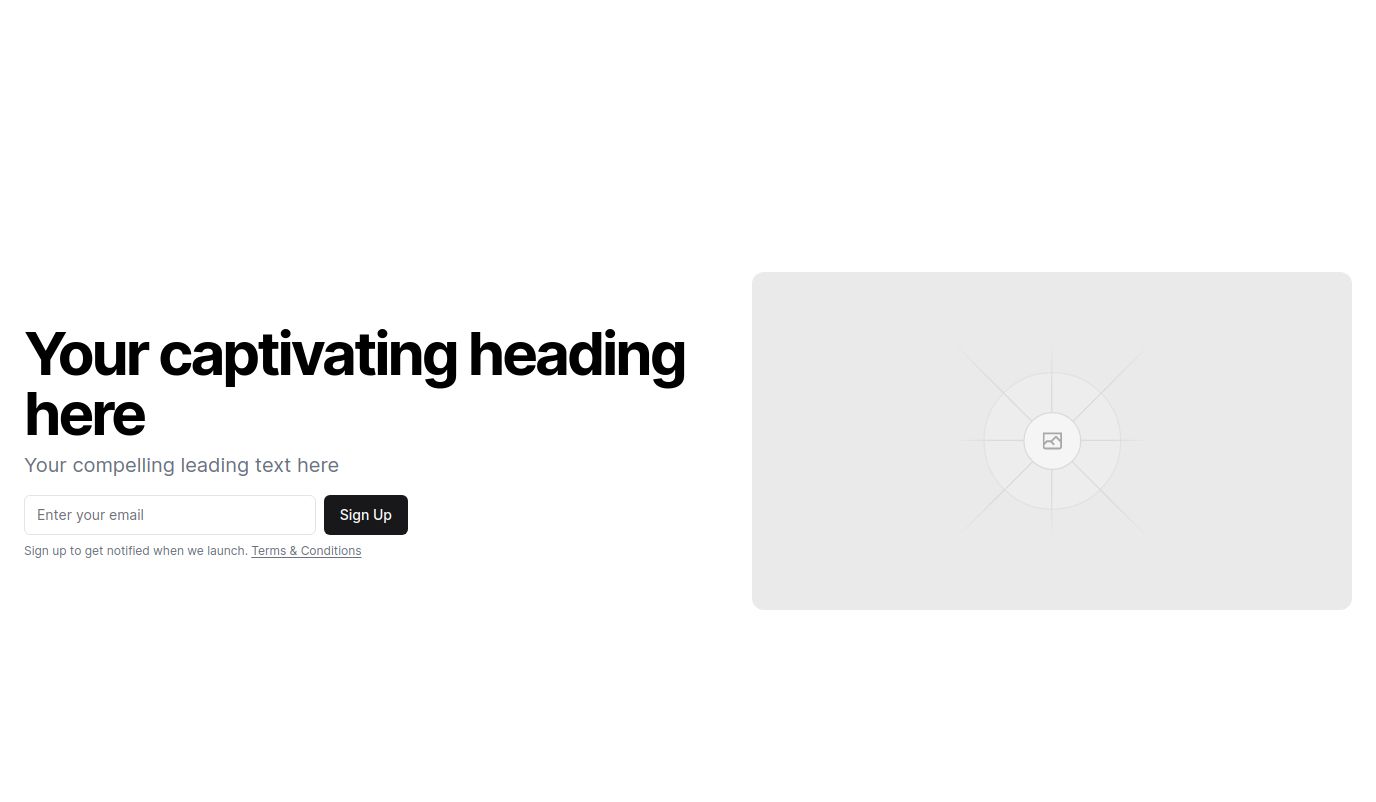 Your captivating heading
here
Your compelling leading text here
Enter your email
Sign Up
Sign up to get notified when we launch. Terms & Conditions